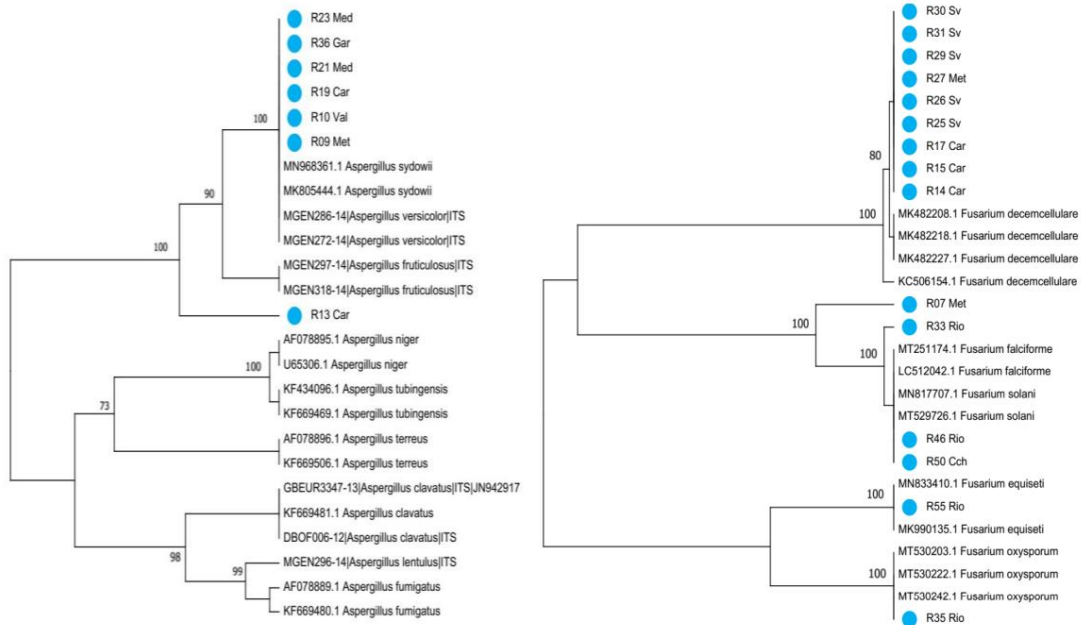 R23 Med
R36 Gar
R21 Med
R19 Car
R10 Val
100
R09 Met
MN968361.1 Aspergillus sydowii
90
MK805444.1 Aspergillus sydowii
MGEN286-14|Aspergillus versicolor|ITS
100
MGEN272-14|Aspergillus versicolor|ITS
MGEN297-14|Aspergillus fruticulosus|ITS
MGEN318-14|Aspergillus fruticulosus|ITS
R13 Car
AF078895.1 Aspergillus niger
100
U65306.1 Aspergillus niger
KF434096.1 Aspergillus tubingensis
73
KF669469.1 Aspergillus tubingensis
AF078896.1 Aspergillus terreus
KF669506.1 Aspergillus terreus
GBEUR3347-13|Aspergillus clavatus|ITS|JN942917
KF669481.1 Aspergillus clavatus
DBOF006-12|Aspergillus clavatus|ITS
98
MGEN296-14|Aspergillus lentulus|ITS
99
AF078889.1 Aspergillus fumigatus
KF669480.1 Aspergillus fumigatus
R30 Sv
R31 Sv
R29 Sv
R27 Met
R26 Sv
R25 Sv
R17 Car
80
R15 Car
R14 Car
MK482208.1 Fusarium decemcellulare
100
MK482218.1 Fusarium decemcellulare
MK482227.1 Fusarium decemcellulare
KC506154.1 Fusarium decemcellulare
R07 Met
100
R33 Rio
MT251174.1 Fusarium falciforme
100
LC512042.1 Fusarium falciforme
MN817707.1 Fusarium solani
MT529726.1 Fusarium solani
R46 Rio
R50 Cch
MN833410.1 Fusarium equiseti
100
R55 Rio
MK990135.1 Fusarium equiseti
MT530203.1 Fusarium oxysporum
100
MT530222.1 Fusarium oxysporum
MT530242.1 Fusarium oxysporum
R35 Rio